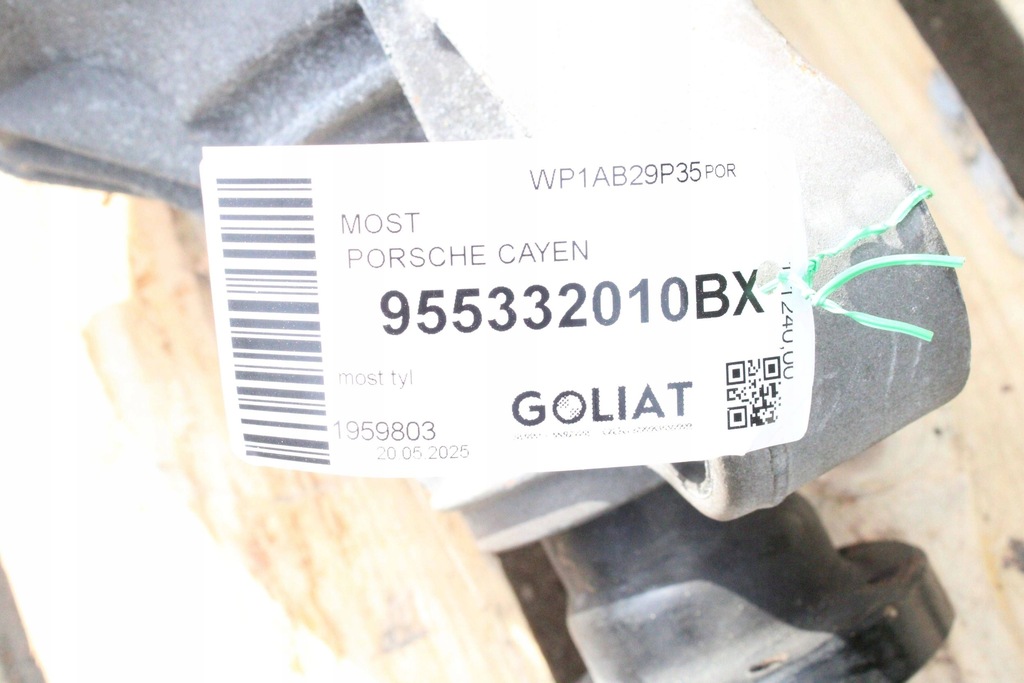 WP1AB29P35POR
MOST
PORSCHE CAYEN
955332010BX
most tyl
GOLIAT
1959803
20.05.2025